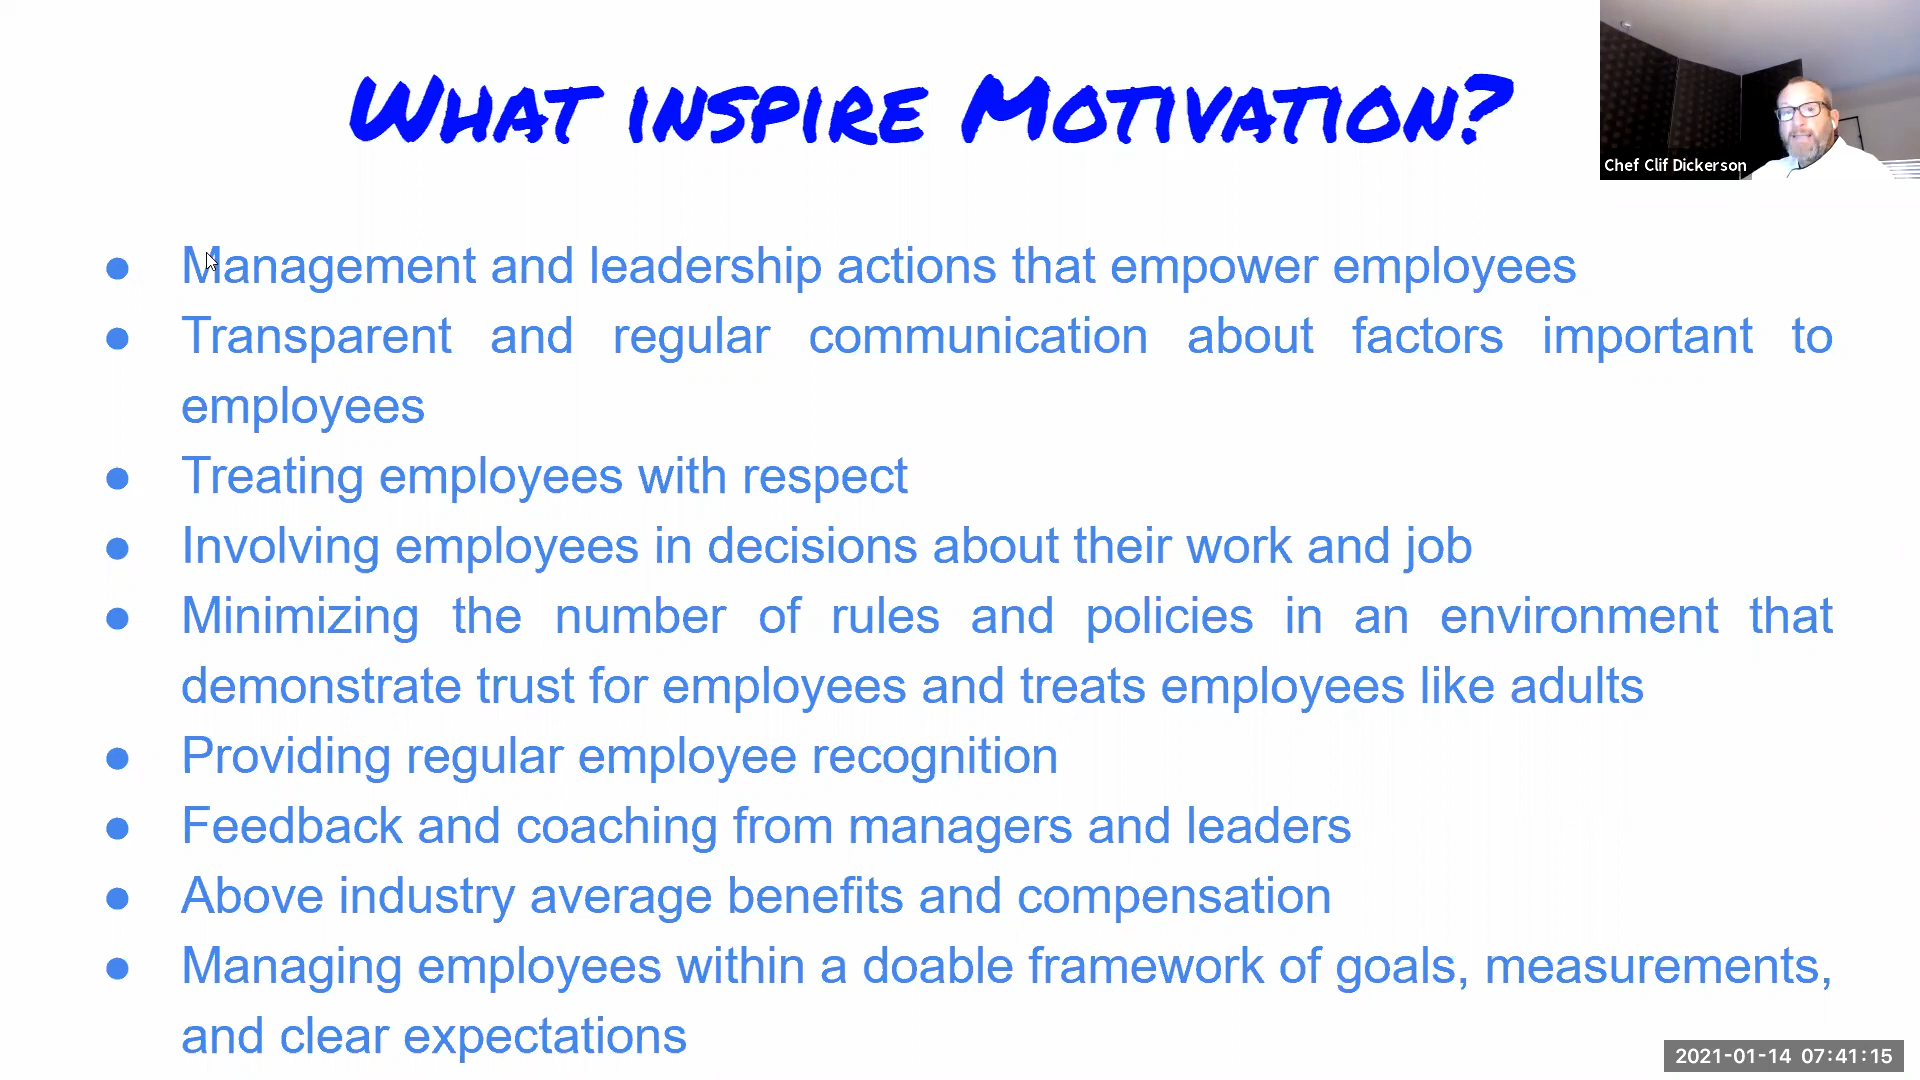 What inspire Motivation?
Chef Clif Dickerson
● Management and leadership actions that empower employees
● Transparent and regular communication about factors important to
employees
● Treating employees with respect
● Involving employees in decisions about their work and job
● Minimizing the number of rules and policies in an environment that
demonstrate trust for employees and treats employees like adults
● Providing regular employee recognition
● Feedback and coaching from managers and leaders
● Above industry average benefits and compensation
● Managing employees within a doable framework of goals, measurements,
and clear expectations
2021-01-14 07:41:15